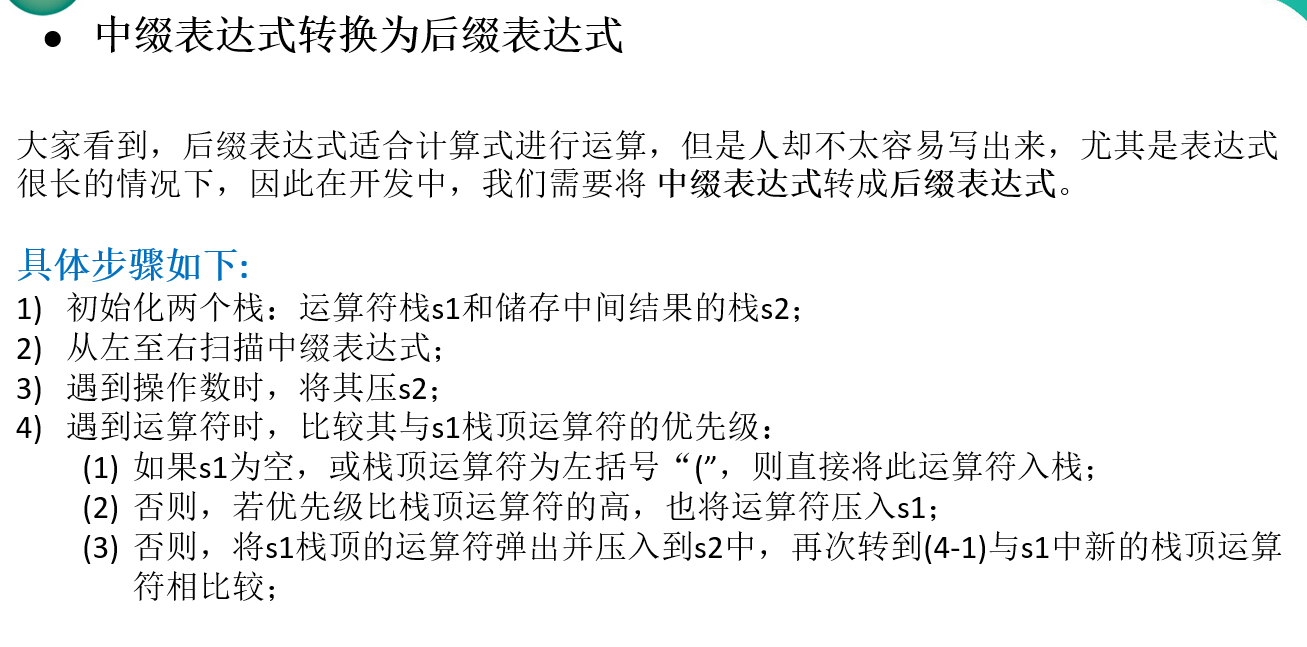 ● 中缀表达式转换为后缀表达式
大家看到，后缀表达式适合计算式进行运算，但是人却不太容易写出来，尤其是表达式
很长的情况下，因此在开发中，我们需要将 中缀表达式转成后缀表达式。
具体步骤如下:
1) 初始化两个栈：运算符栈s1和储存中间结果的栈s2；
2) 从左至右扫描中缀表达式；
3) 遇到操作数时，将其压s2；
4) 遇到运算符时，比较其与s1栈顶运算符的优先级：
(1) 如果s1为空，或栈顶运算符为左括号“(”，则直接将此运算符入栈；
(2) 否则，若优先级比栈顶运算符的高，也将运算符压入s1；
(3) 否则，将s1栈顶的运算符弹出并压入到s2中，再次转到(4-1)与s1中新的栈顶运算
符相比较；